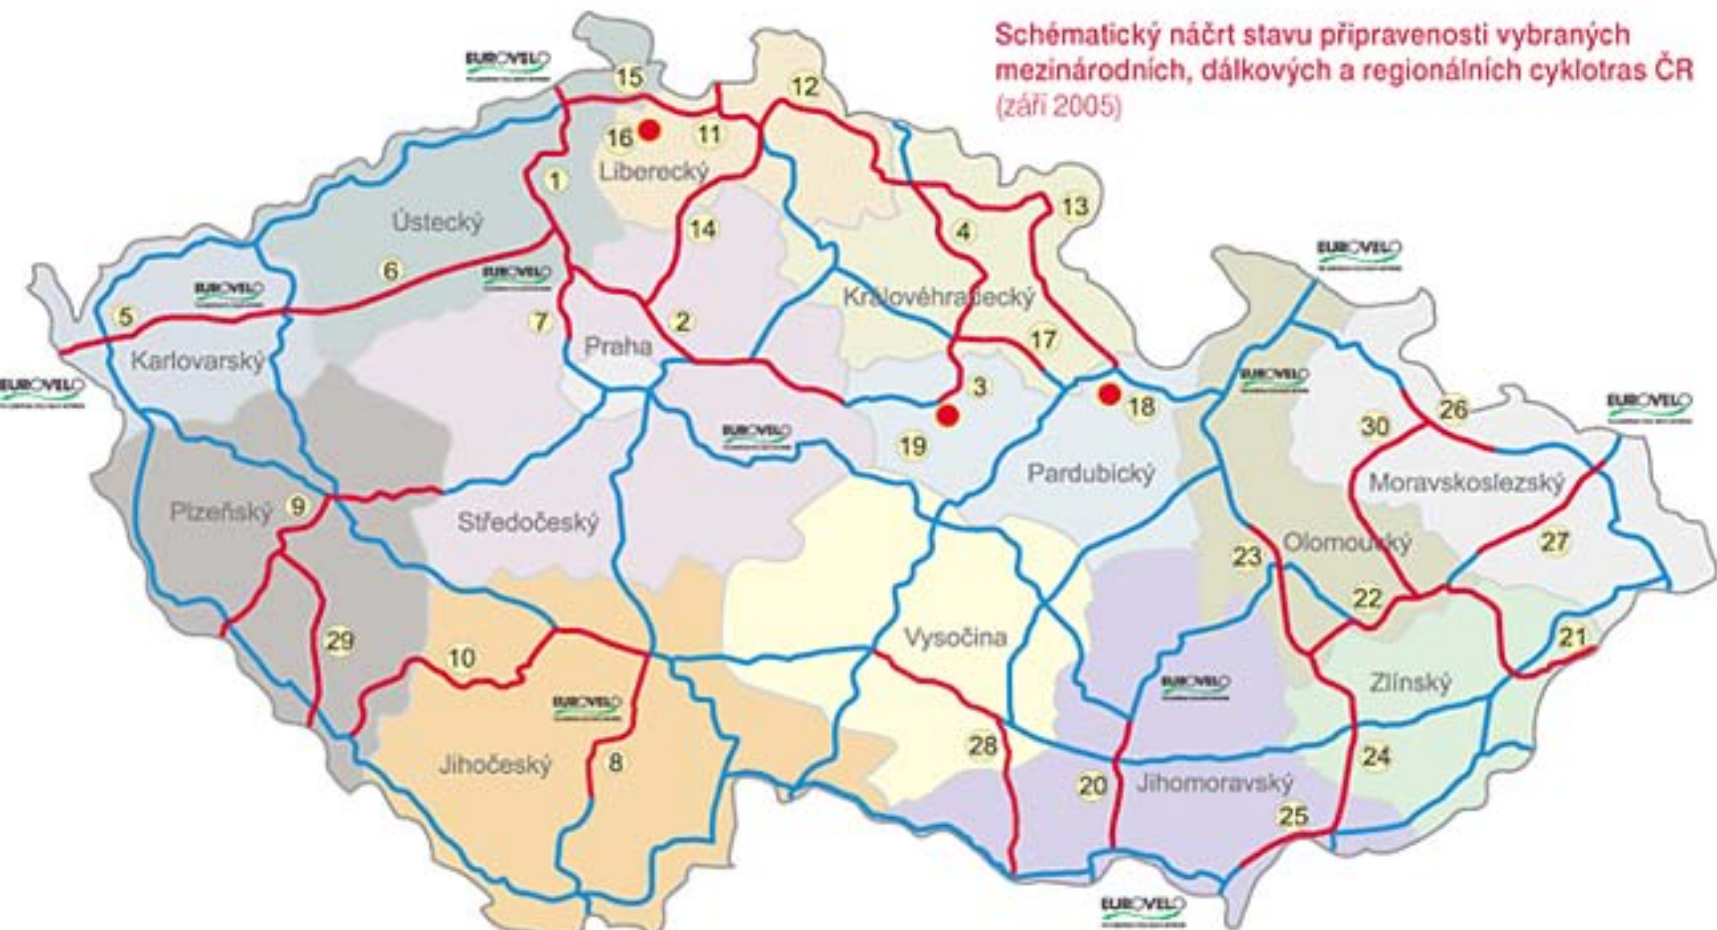 Schématický náčrt stavu připravenosti vybraných
mezinárodních, dálkových a regionálních cyklotras ČR
(září 2005)
EUROVELO
15
12
16
11
Liberecký
1
13
Ústecký
14
4
EUROVELO
6
EUROVELO
EUROVELO
Královéhradecký
5
7
2
17
Praha
Karlovarský
EUROVELO
EUROVELO
3
18
EUROVELO
26
30
EUROVELO
19
Pardubický
Moravskoslezský
9
Plzeňský
Středočeský
Olomoucký
27
23
22
Vysočina
29
10
21
EUROVELO
Zlínský
EUROVELO
28
24
Jihočeský
8
20
Jihomoravský
25
EUROVELO